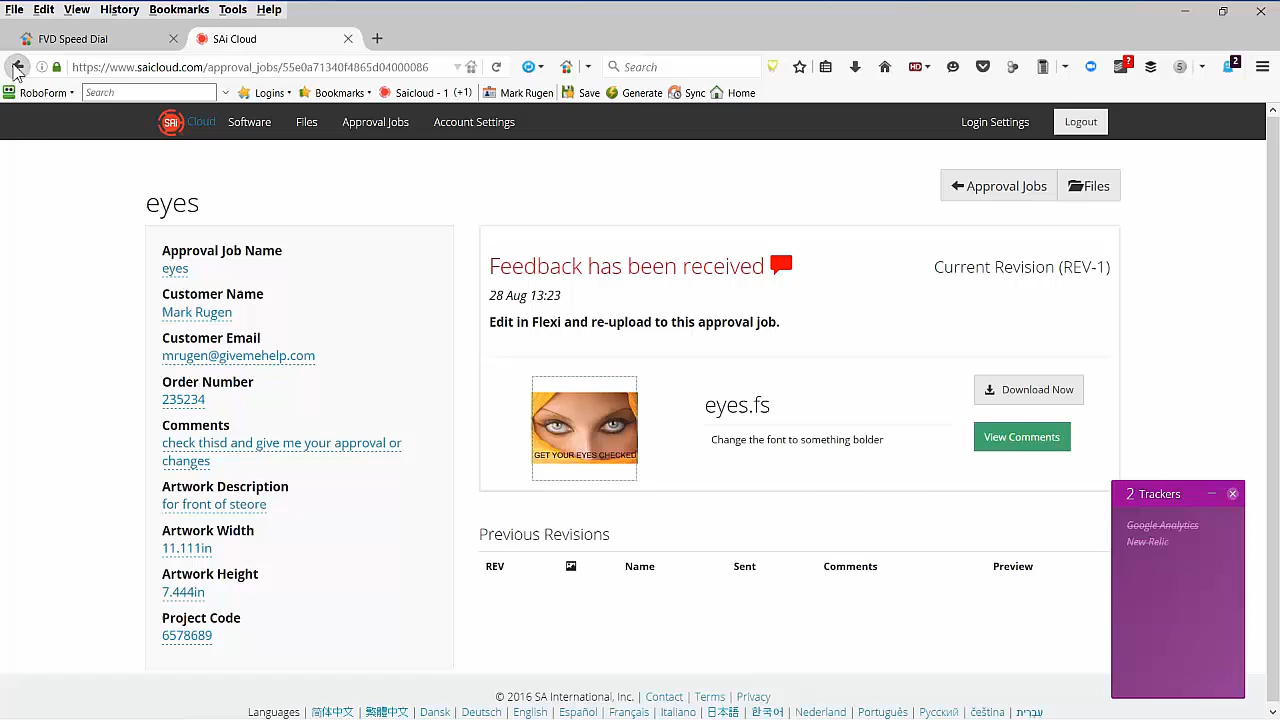 File Edit View History Bookmarks Tools Help
FVD Speed Dial SAi Cloud
https://www.saicloud.com/approval_jobs/55e0a71340f4865d04000082 Search HD ? 5 2
RoboForm Search Logins Bookmarks Saicloud - 1 (+1) Mark Rugen Save Generate Sync Home
SAi Cloud Software Files Approval Jobs Account Settings Login Settings Logout
Approval Jobs Files
eyes
Approval Job Name
eyes
Customer Name
Mark Rugen
Customer Email
mrugen@givemehelp.com
Order Number
235234
Comments
check thisd and give me your approval or
changes
Artwork Description
for front of steore
Artwork Width
11.111in
Artwork Height
7.444in
Project Code
6578689
Feedback has been received
Current Revision (REV-1)
28 Aug 13:23
Edit in Flexi and re-upload to this approval job.
GET YOUR EYES CHECKED
eyes.fs
Change the font to something bolder
Download Now
View Comments
Previous Revisions
REV Name Sent Comments Preview
2 Trackers
Google Analytics
New Relic
© 2016 SA International, Inc. | Contact | Terms | Privacy
Languages | 简体中文 | 繁體中文 | Dansk | Deutsch | English | Español | Français | Italiano | 日本語 | 한국어 | Nederland | Português | Русский | čeština | עברית